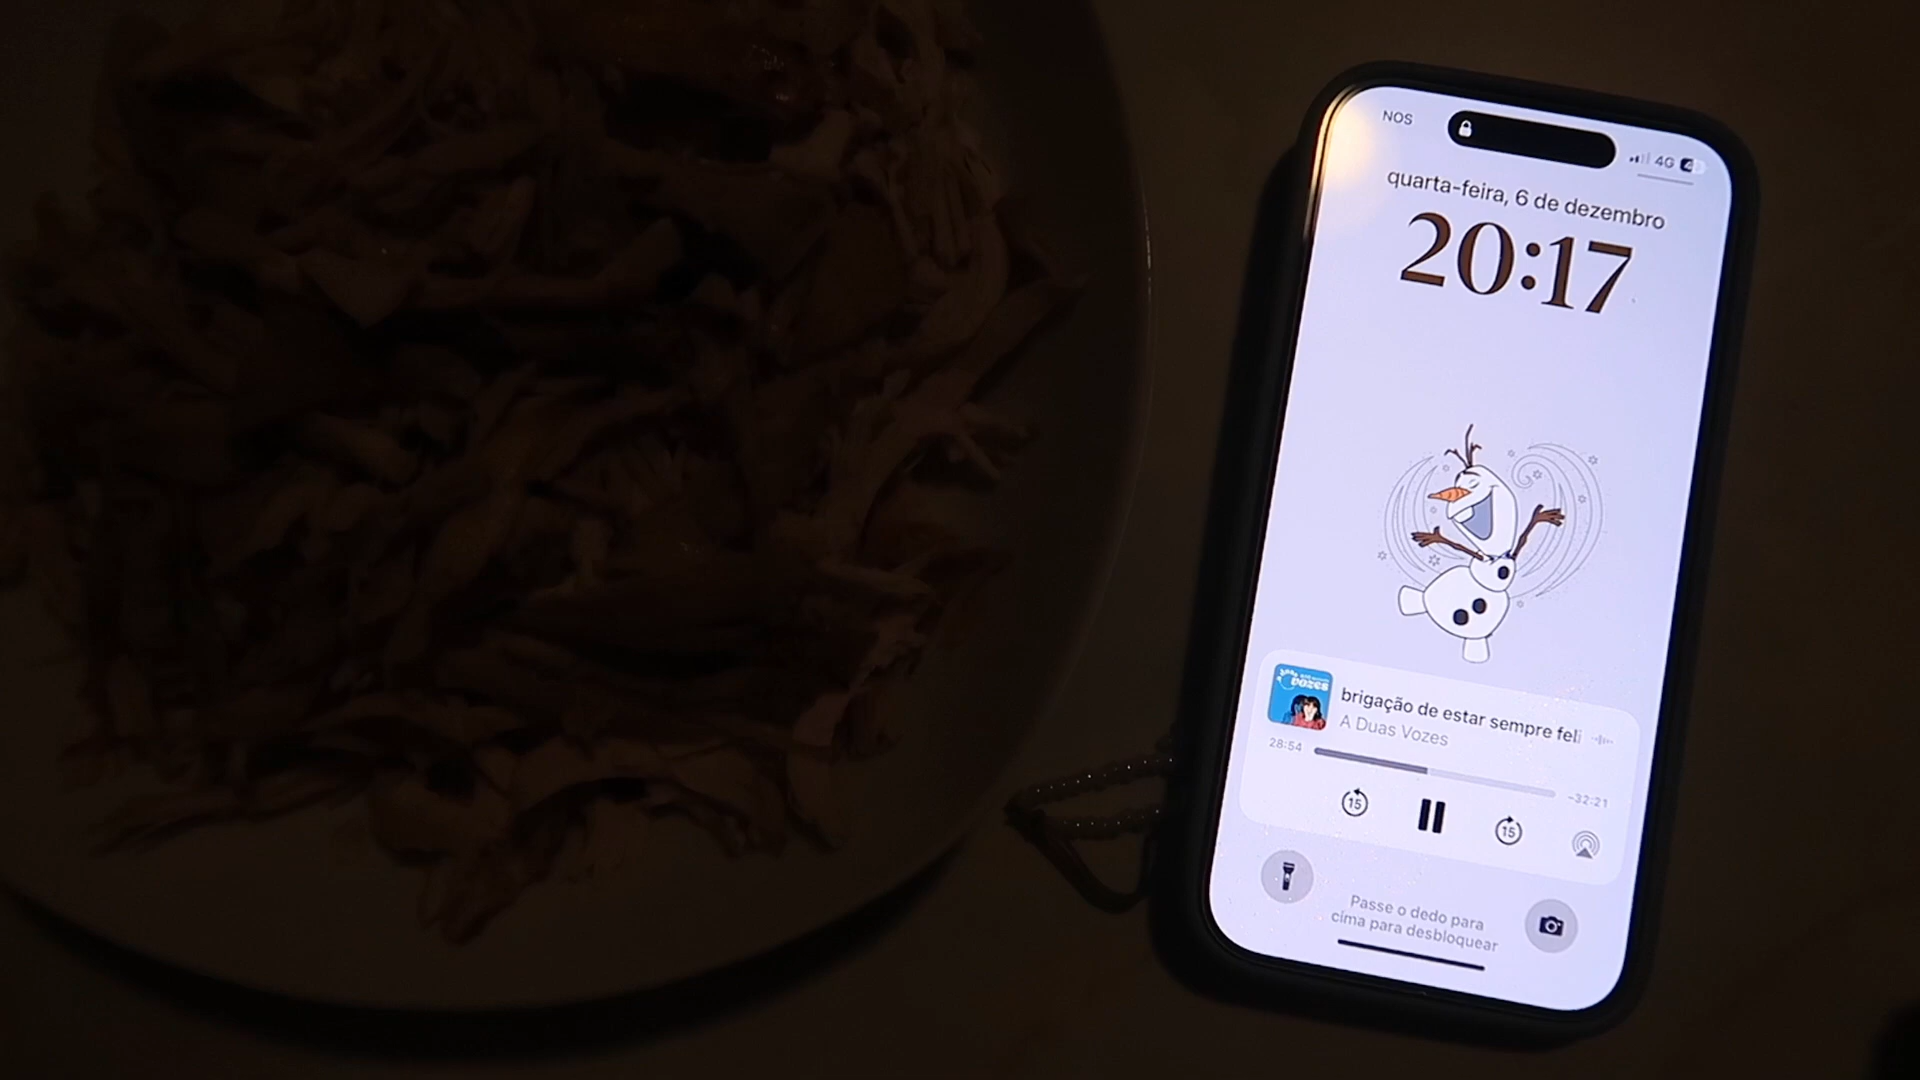 NOS
4G
quarta-feira, 6 de dezembro
20:17
vozes
brigação de estar sempre feli
A Duas Vozes
28:54
-32:21
15
15
Passe o dedo para
cima para desbloquear